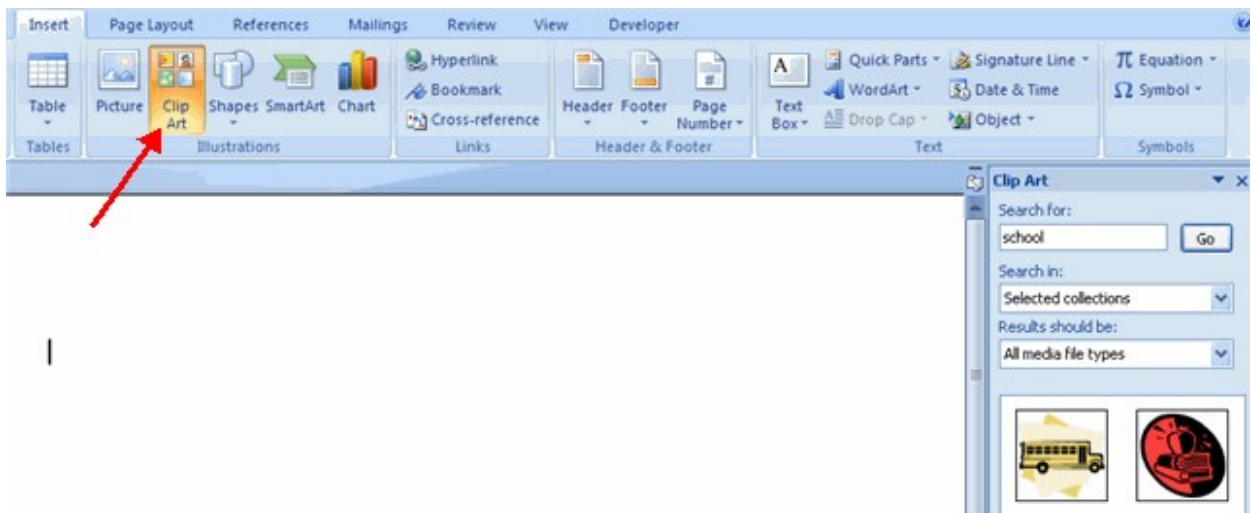 Insert Page Layout References Mailings Review View Developer
Table
Picture
Clip Art
Shapes
SmartArt
Chart
Hyperlink
Bookmark
Cross-reference
Header
Footer
Page Number
A
Text Box
Quick Parts
WordArt
Drop Cap
Signature Line
Date & Time
Object
π Equation
Ω Symbol
Tables Illustrations Links Header & Footer Text Symbols
Clip Art
Search for:
school Go
Search in:
Selected collections
Results should be:
All media file types